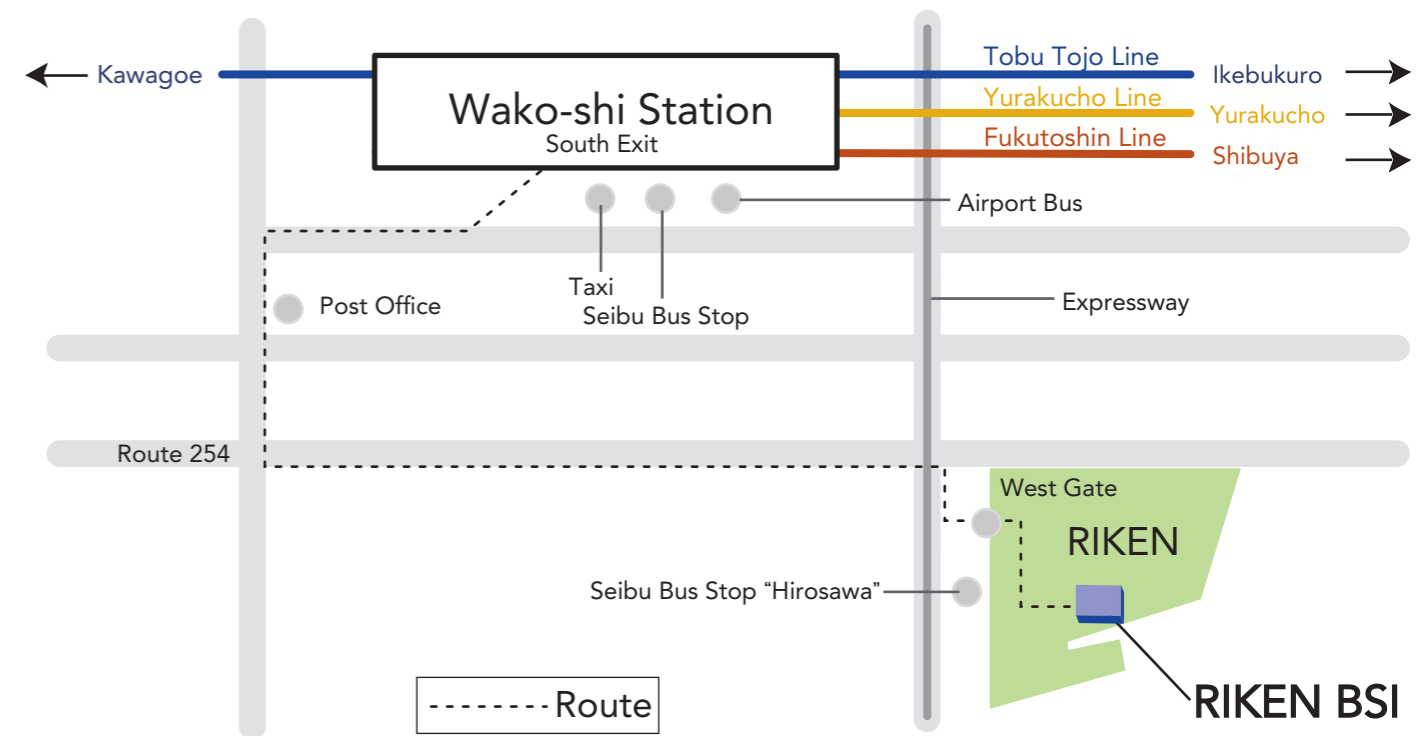 Kawagoe
Wako-shi Station
South Exit
Tobu Tojo Line
Ikebukuro
Yurakucho Line
Yurakucho
Fukutoshin Line
Shibuya
Airport Bus
Taxi
Seibu Bus Stop
Post Office
Expressway
Route 254
West Gate
RIKEN
Seibu Bus Stop “Hirosawa”
RIKEN BSI
Route